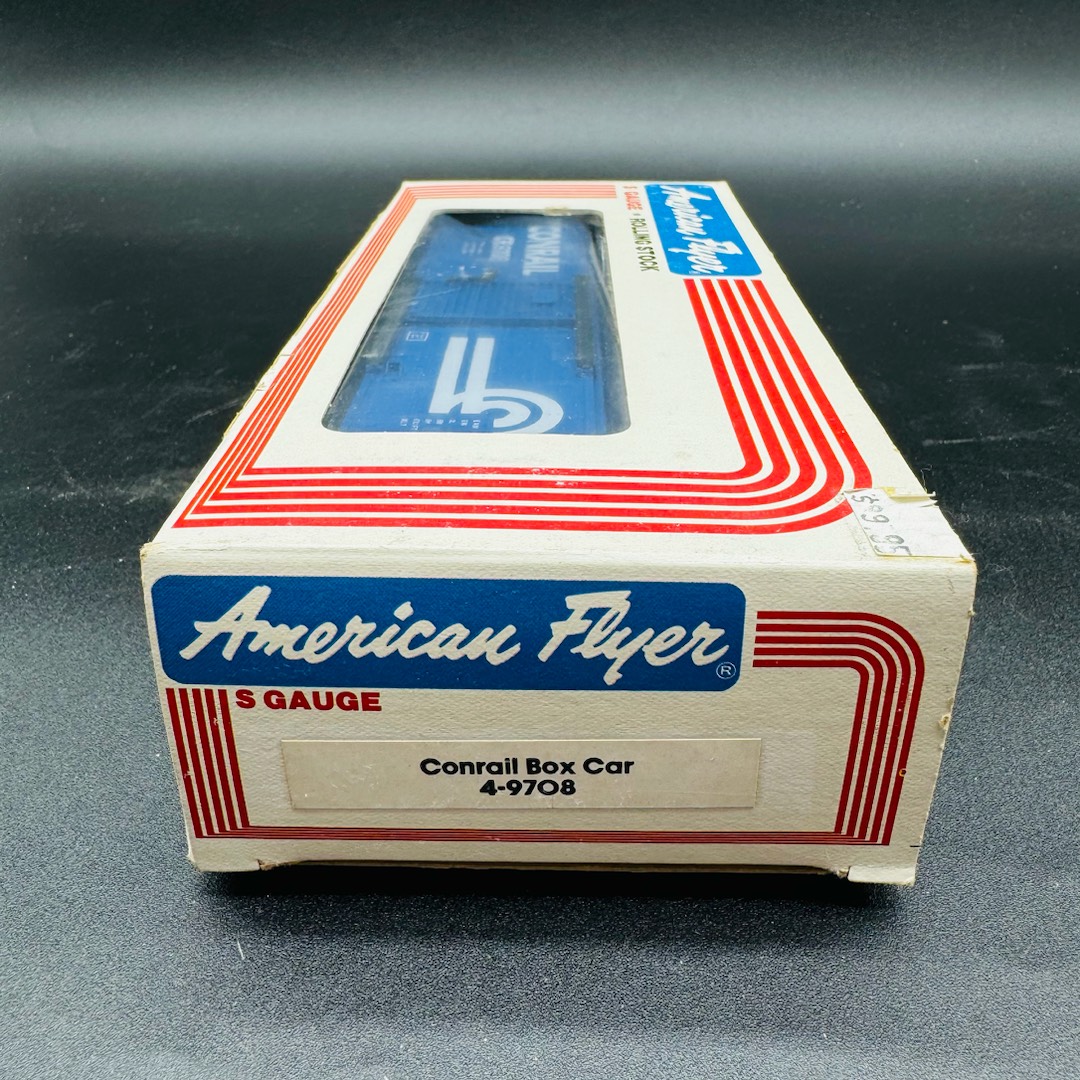 American Flyer
S GAUGE • ROLLING STOCK
CONRAIL
American Flyer ®
S GAUGE
Conrail Box Car
4-9708